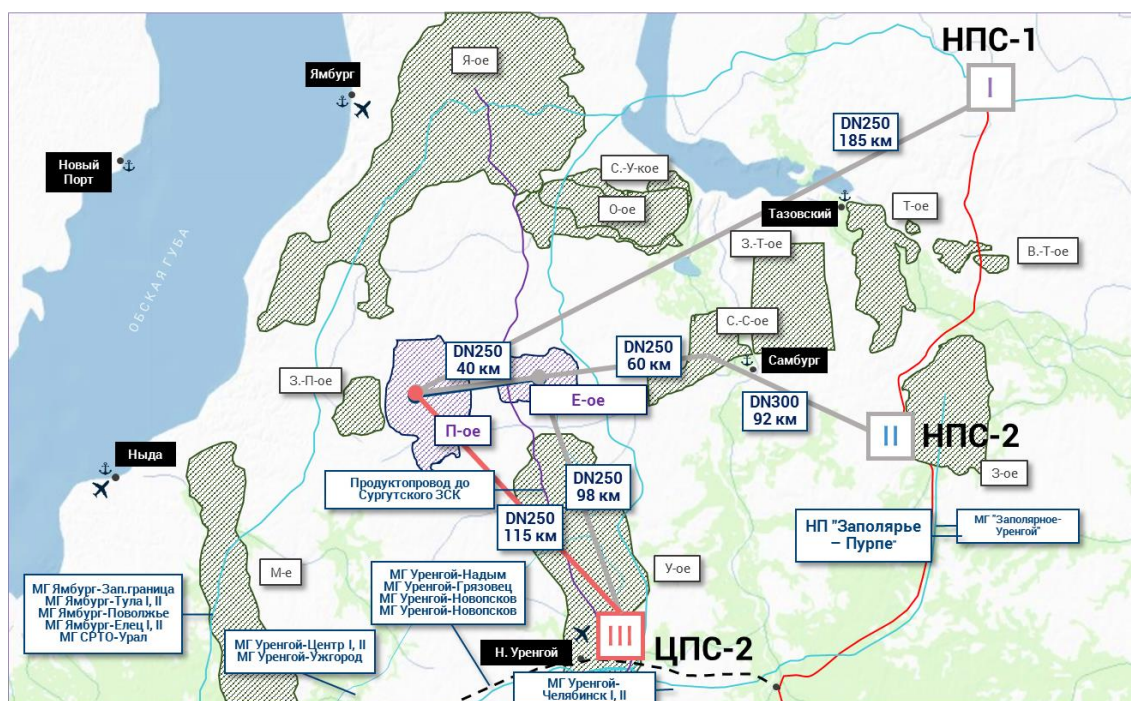 НПС-1
Я-ое
Ямбург
I
DN250
185 км
Новый
Порт
С.-У-кое
О-ое
Тазовский
Т-ое
З.-Т-ое
В.-Т-ое
ОБСКАЯ ГУБА
С.-С-ое
DN250
40 км
DN250
60 км
Самбург
З.-П-ое
Е-ое
DN300
92 км
П-ое
II
НПС-2
Ныда
З-ое
Продуктопровод до
Сургутского ЗСК
DN250
98 км
DN250
115 км
НП "Заполярье
– Пурпе"
МГ "Заполярное-
Уренгой"
М-е
У-ое
МГ Ямбург-Зап.граница
МГ Ямбург-Тула I, II
МГ Ямбург-Поволжье
МГ Ямбург-Елец I, II
МГ СРТО-Урал
МГ Уренгой-Надым
МГ Уренгой-Грязовец
МГ Уренгой-Новопсков
МГ Уренгой-Новопсков
МГ Уренгой-Центр I, II
МГ Уренгой-Ужгород
III
ЦПС-2
Н. Уренгой
МГ Уренгой-
Челябинск I, II